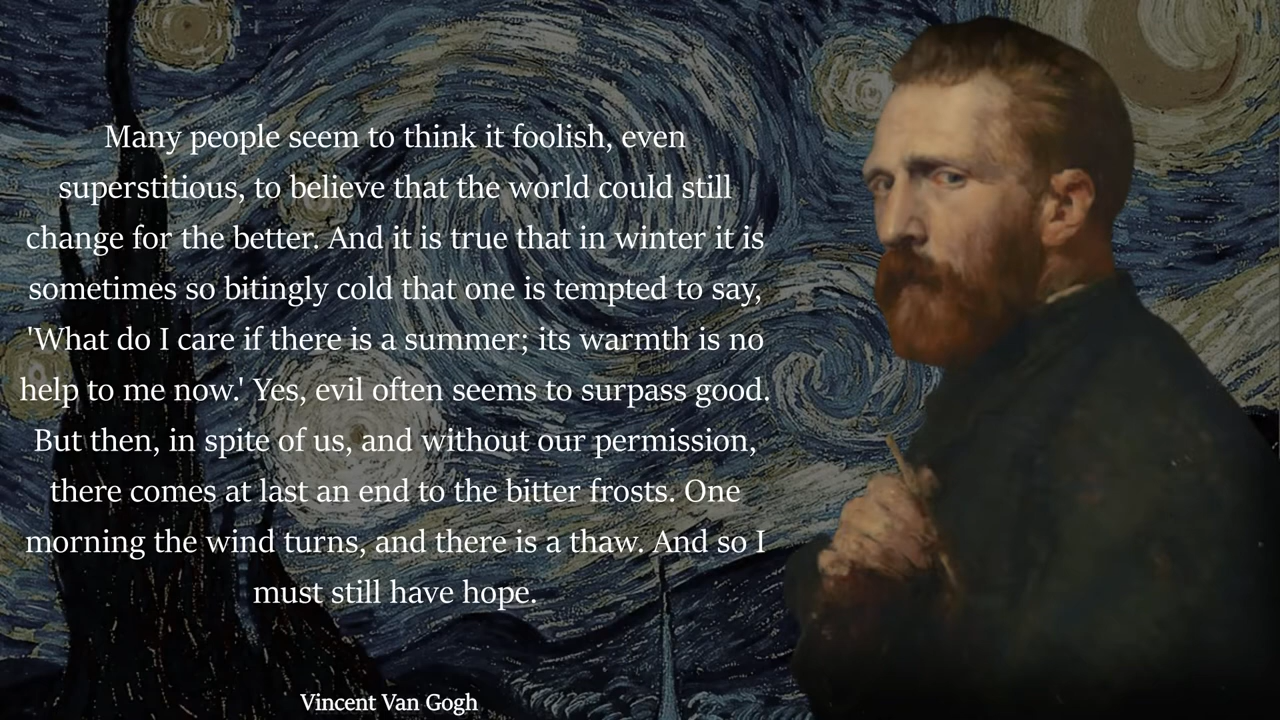 Many people seem to think it foolish, even
superstitious, to believe that the world could still
change for the better. And it is true that in winter it is
sometimes so bitingly cold that one is tempted to say,
'What do I care if there is a summer; its warmth is no
help to me now.' Yes, evil often seems to surpass good.
But then, in spite of us, and without our permission,
there comes at last an end to the bitter frosts. One
morning the wind turns, and there is a thaw. And so I
must still have hope.
Vincent Van Gogh